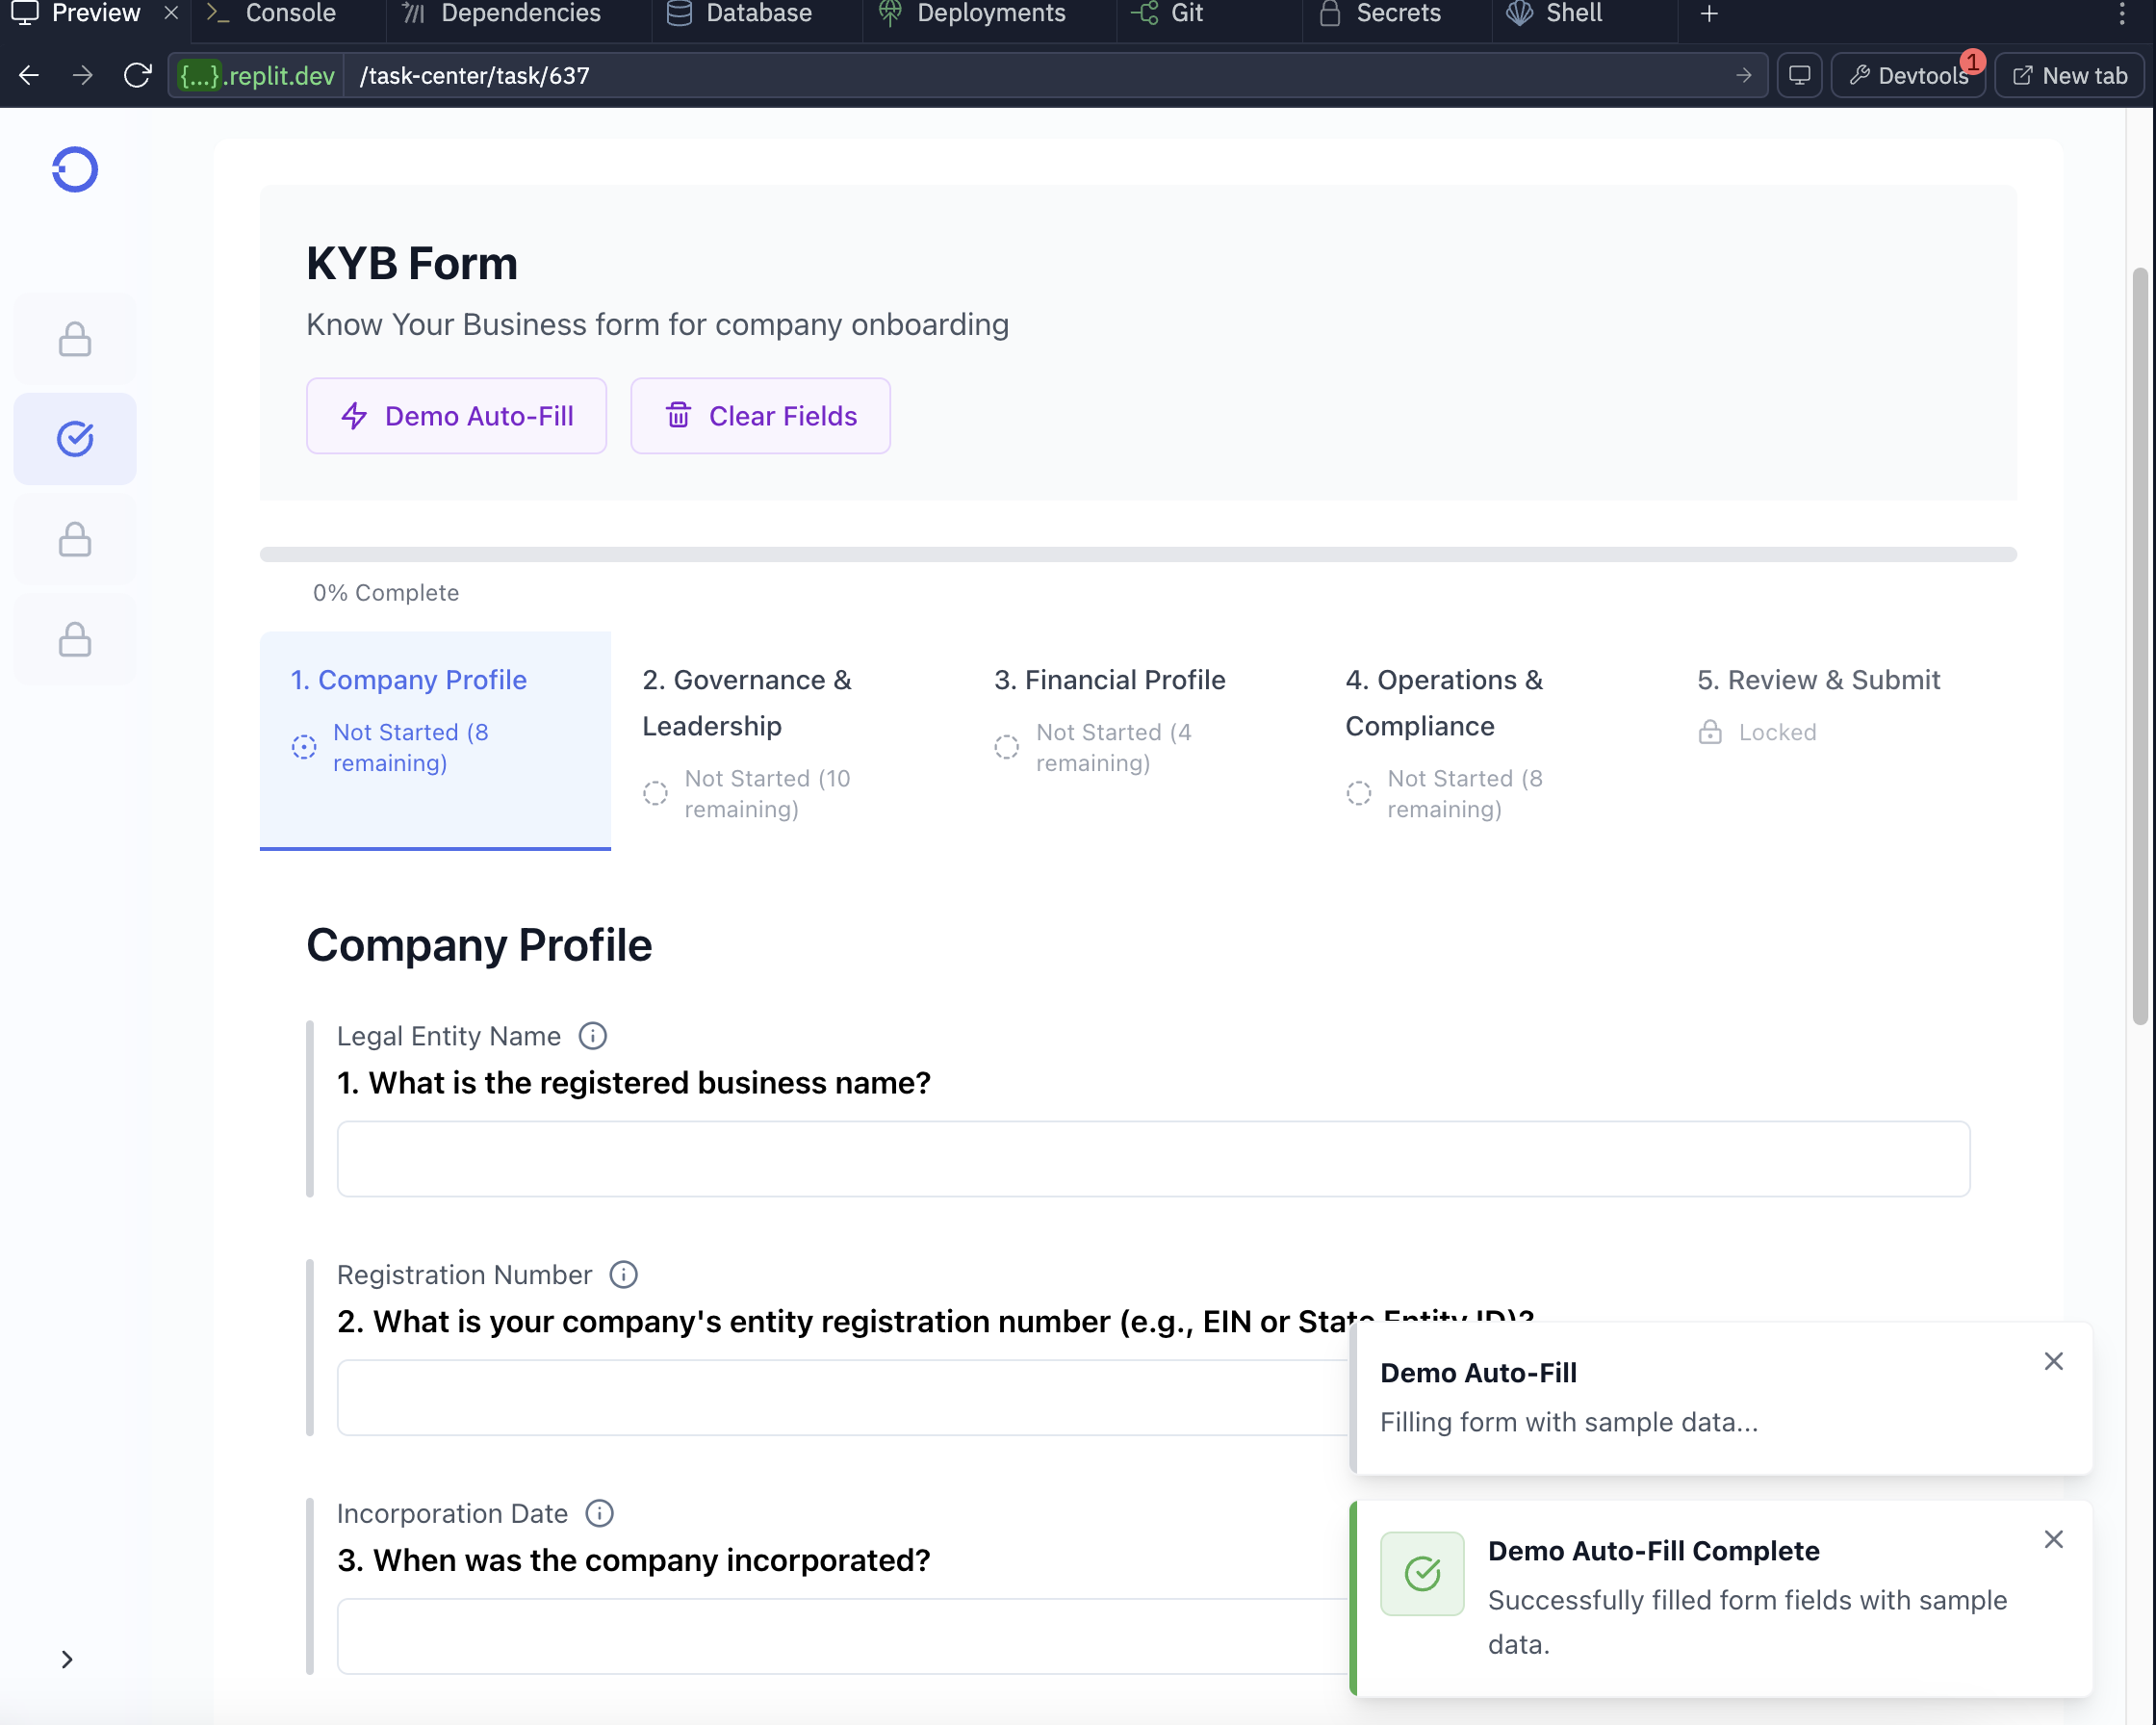 Preview
Console
Dependencies
Database
Deployments
Git
Secrets
Shell
{...}.replit.dev
/task-center/task/637
Devtools
1
New tab
KYB Form
Know Your Business form for company onboarding
Demo Auto-Fill
Clear Fields
0% Complete
1. Company Profile
Not Started (8
remaining)
2. Governance &
Leadership
Not Started (10
remaining)
3. Financial Profile
Not Started (4
remaining)
4. Operations &
Compliance
Not Started (8
remaining)
5. Review & Submit
Locked
Company Profile
Legal Entity Name
1. What is the registered business name?
Registration Number
2. What is your company's entity registration number (e.g., EIN or State Entity ID)?
Incorporation Date
3. When was the company incorporated?
Demo Auto-Fill
Filling form with sample data...
Demo Auto-Fill Complete
Successfully filled form fields with sample
data.